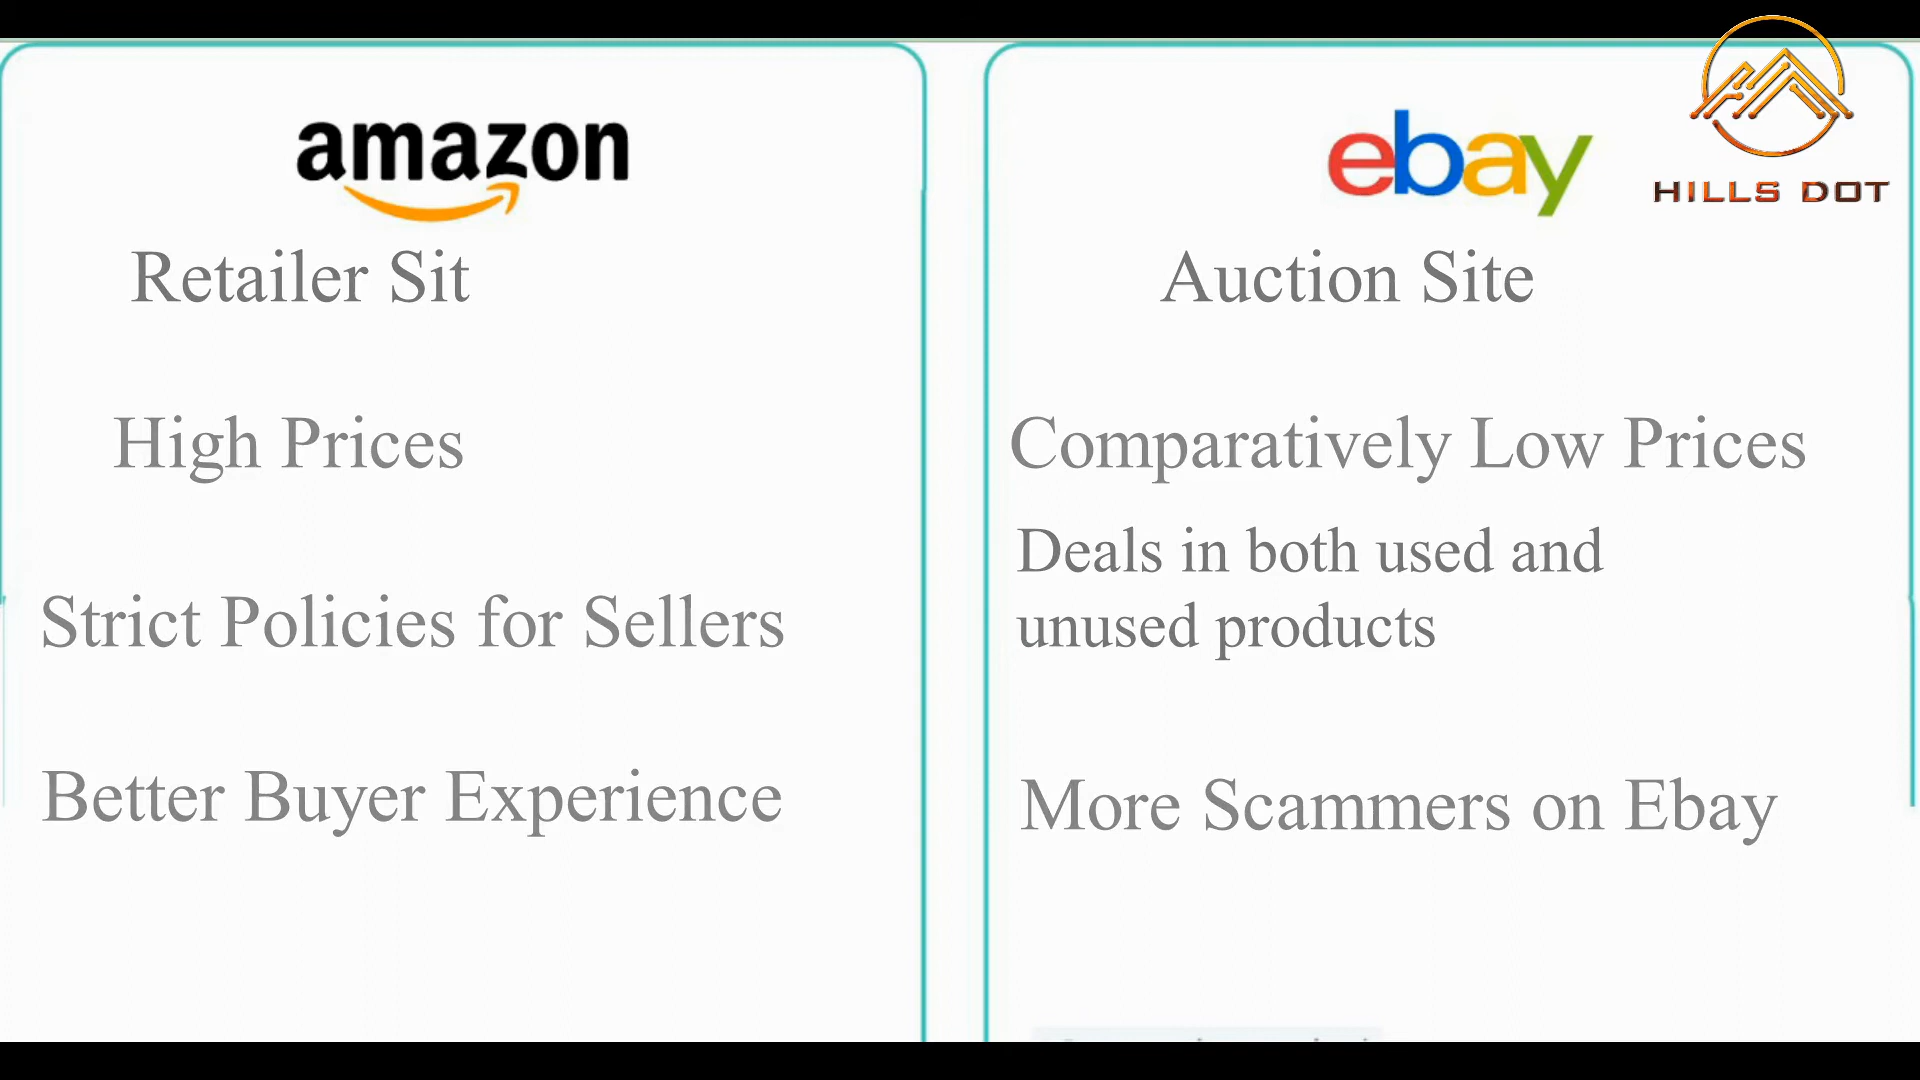 amazon
Retailer Sit
High Prices
Strict Policies for Sellers
Better Buyer Experience
ebay
HILLS DOT
Auction Site
Comparatively Low Prices
Deals in both used and
unused products
More Scammers on Ebay